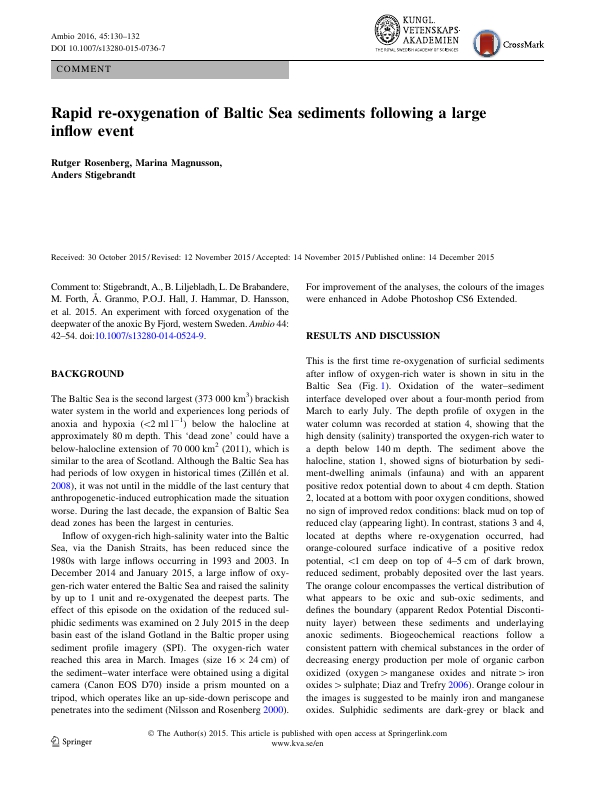 Ambio 2016, 45:130–132
DOI 10.1007/s13280-015-0736-7
KUNGL.
VETENSKAPS-
AKADEMIEN
THE ROYAL SWEDISH ACADEMY OF SCIENCES
CrossMark
COMMENT
Rapid re-oxygenation of Baltic Sea sediments following a large
inflow event
Rutger Rosenberg, Marina Magnusson,
Anders Stigebrandt
Received: 30 October 2015 / Revised: 12 November 2015 / Accepted: 14 November 2015 / Published online: 14 December 2015
Comment to: Stigebrandt, A., B. Liljebladh, L. De Brabandere,
M. Forth, Å. Granmo, P.O.J. Hall, J. Hammar, D. Hansson,
et al. 2015. An experiment with forced oxygenation of the
deepwater of the anoxic By Fjord, western Sweden. Ambio 44:
42–54. doi:10.1007/s13280-014-0524-9.
BACKGROUND
The Baltic Sea is the second largest (373 000 km³) brackish
water system in the world and experiences long periods of
anoxia and hypoxia (<2 ml l⁻¹) below the halocline at
approximately 80 m depth. This ‘dead zone’ could have a
below-halocline extension of 70 000 km² (2011), which is
similar to the area of Scotland. Although the Baltic Sea has
had periods of low oxygen in historical times (Zillén et al.
2008), it was not until in the middle of the last century that
anthropogenetic-induced eutrophication made the situation
worse. During the last decade, the expansion of Baltic Sea
dead zones has been the largest in centuries.
Inflow of oxygen-rich high-salinity water into the Baltic
Sea, via the Danish Straits, has been reduced since the
1980s with large inflows occurring in 1993 and 2003. In
December 2014 and January 2015, a large inflow of oxy-
gen-rich water entered the Baltic Sea and raised the salinity
by up to 1 unit and re-oxygenated the deepest parts. The
effect of this episode on the oxidation of the reduced sul-
phidic sediments was examined on 2 July 2015 in the deep
basin east of the island Gotland in the Baltic proper using
sediment profile imagery (SPI). The oxygen-rich water
reached this area in March. Images (size 16 × 24 cm) of
the sediment–water interface were obtained using a digital
camera (Canon EOS D70) inside a prism mounted on a
tripod, which operates like an up-side-down periscope and
penetrates into the sediment (Nilsson and Rosenberg 2000).
For improvement of the analyses, the colours of the images
were enhanced in Adobe Photoshop CS6 Extended.
RESULTS AND DISCUSSION
This is the first time re-oxygenation of surficial sediments
after inflow of oxygen-rich water is shown in situ in the
Baltic Sea (Fig. 1). Oxidation of the water–sediment
interface developed over about a four-month period from
March to early July. The depth profile of oxygen in the
water column was recorded at station 4, showing that the
high density (salinity) transported the oxygen-rich water to
a depth below 140 m depth. The sediment above the
halocline, station 1, showed signs of bioturbation by sedi-
ment-dwelling animals (infauna) and with an apparent
positive redox potential down to about 4 cm depth. Station
2, located at a bottom with poor oxygen conditions, showed
no sign of improved redox conditions: black mud on top of
reduced clay (appearing light). In contrast, stations 3 and 4,
located at depths where re-oxygenation occurred, had
orange-coloured surface indicative of a positive redox
potential, <1 cm deep on top of 4–5 cm of dark brown,
reduced sediment, probably deposited over the last years.
The orange colour encompasses the vertical distribution of
what appears to be oxic and sub-oxic sediments, and
defines the boundary (apparent Redox Potential Disconti-
nuity layer) between these sediments and underlaying
anoxic sediments. Biogeochemical reactions follow a
consistent pattern with chemical substances in the order of
decreasing energy production per mole of organic carbon
oxidized (oxygen > manganese oxides and nitrate > iron
oxides > sulphate; Diaz and Trefry 2006). Orange colour in
the images is suggested to be mainly iron and manganese
oxides. Sulphidic sediments are dark-grey or black and
© The Author(s) 2015. This article is published with open access at Springerlink.com
www.kva.se/en
Springer